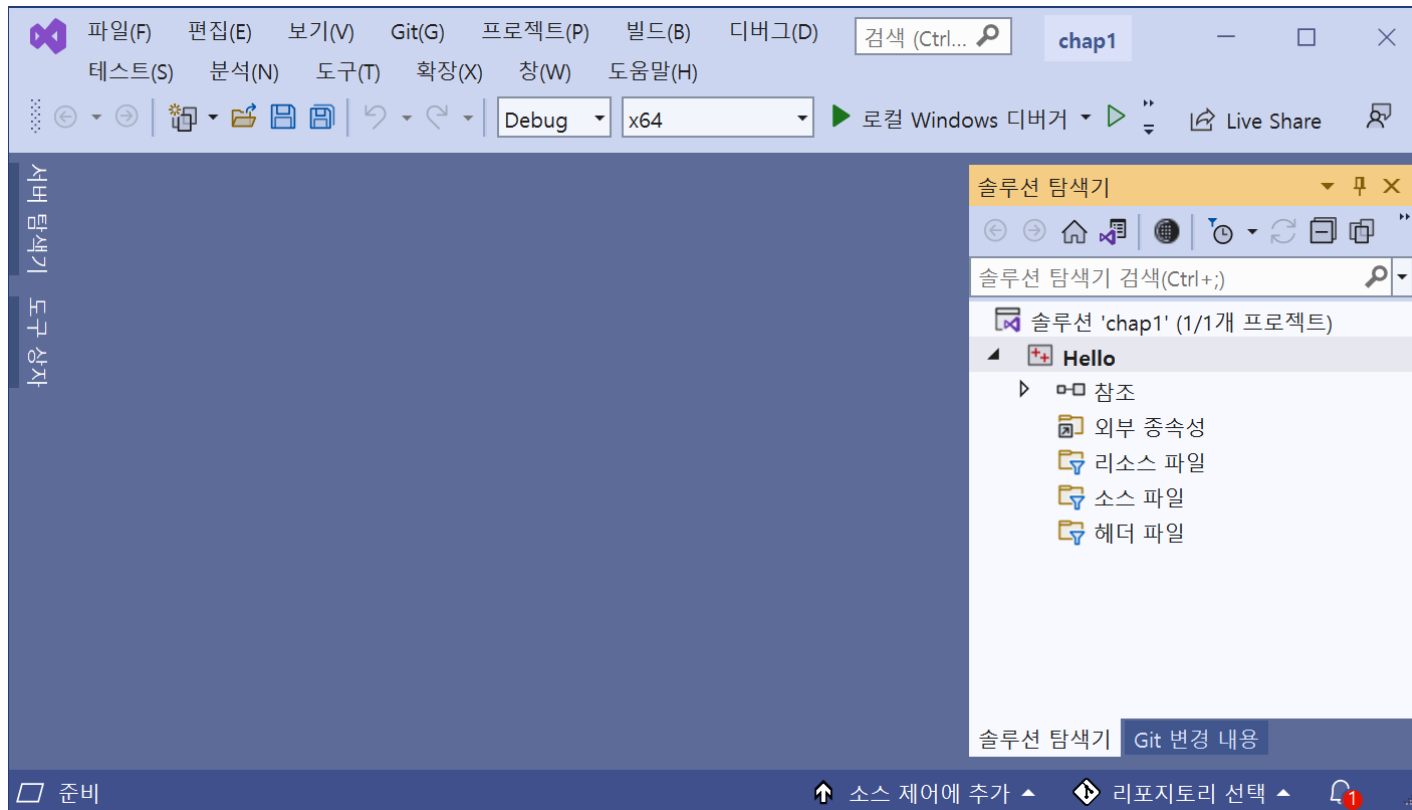 파일(F) 편집(E) 보기(V) Git(G) 프로젝트(P) 빌드(B) 디버그(D) 검색 (Ctrl... chap1
테스트(S) 분석(N) 도구(T) 확장(X) 창(W) 도움말(H)
Debug x64 로컬 Windows 디버거 Live Share
서버 탐색기
도구 상자
솔루션 탐색기
솔루션 탐색기 검색(Ctrl+;)
솔루션 'chap1' (1/1개 프로젝트)
Hello
참조
외부 종속성
리소스 파일
소스 파일
헤더 파일
솔루션 탐색기 Git 변경 내용
준비 소스 제어에 추가 리포지토리 선택 1